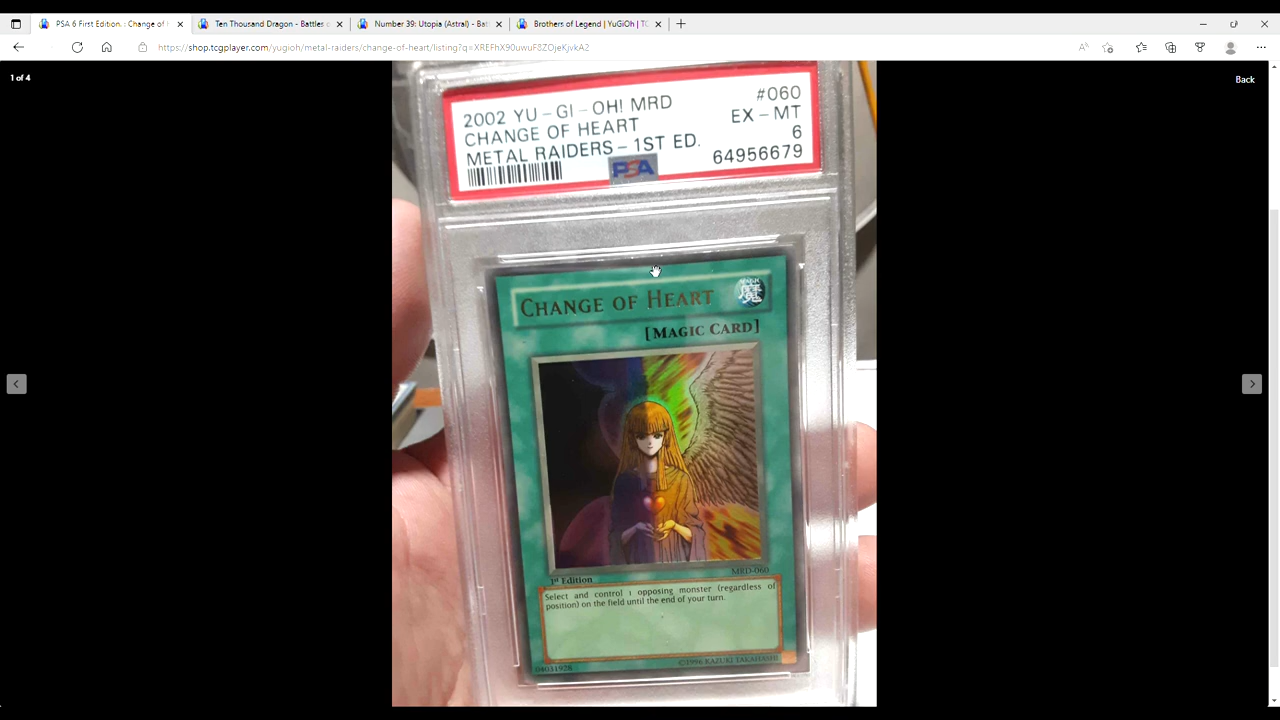 PSA 6 First Edition. : Change of H
Ten Thousand Dragon - Battles o
Number 39: Utopia (Astral) - Bat
Brothers of Legend | YuGiOh | TC
https://shop.tcgplayer.com/yugioh/metal-raiders/change-of-heart/listing?q=XREFhX90uwuF8ZOjeKjvkA2
1 of 4
Back
2002 YU-GI-OH! MRD #060
CHANGE OF HEART EX-MT
METAL RAIDERS-1ST ED. 6
64956679
PSA
CHANGE OF HEART 魔
[MAGIC CARD]
MRD-060
1st Edition
Select and control 1 opposing monster (regardless of
position) on the field until the end of your turn.
04031928
©1996 KAZUKI TAKAHASHI